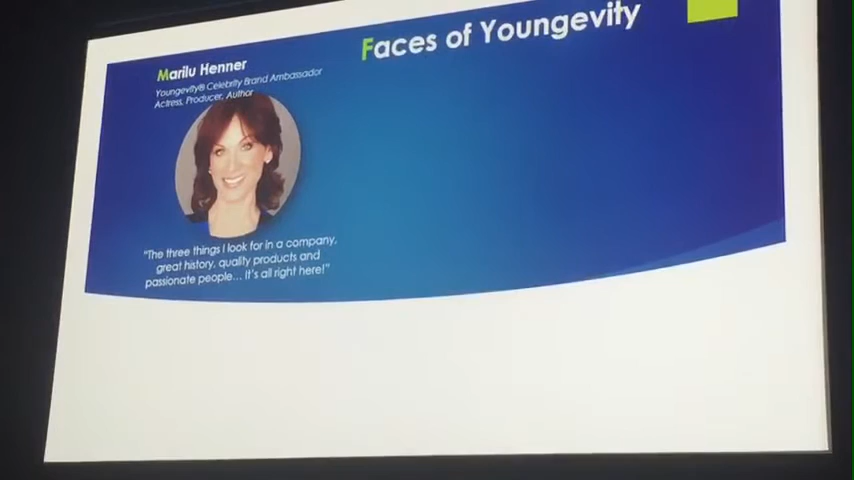 Faces of Youngevity
Marilu Henner
Youngevity® Celebrity Brand Ambassador
Actress, Producer, Author
"The three things I look for in a company,
great history, quality products and
passionate people... It's all right here!"